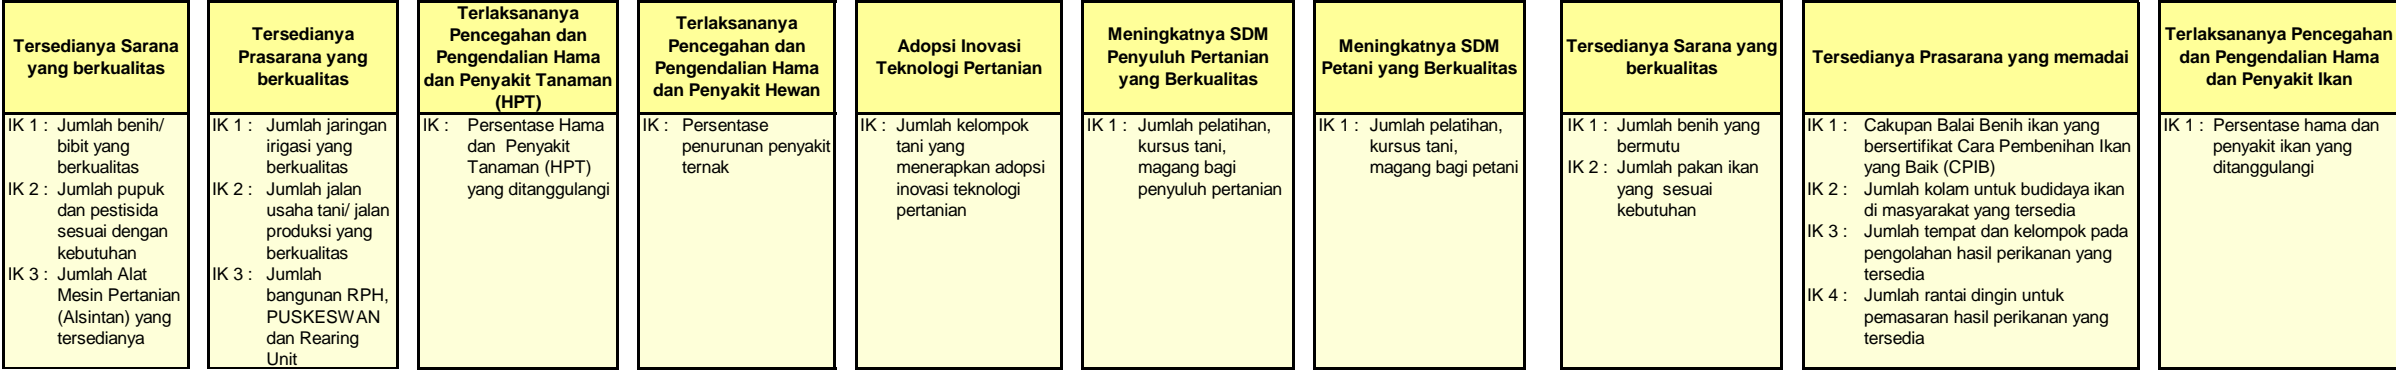 Tersedianya Sarana
yang berkualitas
IK 1 : Jumlah benih/
bibit yang
berkualitas
IK 2 : Jumlah pupuk
dan pestisida
sesuai dengan
kebutuhan
IK 3 : Jumlah Alat
Mesin Pertanian
(Alsintan) yang
tersedianya
Tersedianya
Prasarana yang
berkualitas
IK 1 : Jumlah jaringan
irigasi yang
berkualitas
IK 2 : Jumlah jalan
usaha tani/ jalan
produksi yang
berkualitas
IK 3 : Jumlah
bangunan RPH,
PUSKESWAN
dan Rearing
Unit
Terlaksananya
Pencegahan dan
Pengendalian Hama
dan Penyakit Tanaman
(HPT)
IK : Persentase Hama
dan Penyakit
Tanaman (HPT)
yang ditanggulangi
Terlaksananya
Pencegahan dan
Pengendalian Hama
dan Penyakit Hewan
IK : Persentase
penurunan penyakit
ternak
Adopsi Inovasi
Teknologi Pertanian
IK : Jumlah kelompok
tani yang
menerapkan adopsi
inovasi teknologi
pertanian
Meningkatnya SDM
Penyuluh Pertanian
yang Berkualitas
IK 1 : Jumlah pelatihan,
kursus tani,
magang bagi
penyuluh pertanian
Meningkatnya SDM
Petani yang Berkualitas
IK 1 : Jumlah pelatihan,
kursus tani,
magang bagi petani
Tersedianya Sarana yang
berkualitas
IK 1 : Jumlah benih yang
bermutu
IK 2 : Jumlah pakan ikan
yang sesuai
kebutuhan
Tersedianya Prasarana yang memadai
IK 1 : Cakupan Balai Benih ikan yang
bersertifikat Cara Pembenihan Ikan
yang Baik (CPIB)
IK 2 : Jumlah kolam untuk budidaya ikan
di masyarakat yang tersedia
IK 3 : Jumlah tempat dan kelompok pada
pengolahan hasil perikanan yang
tersedia
IK 4 : Jumlah rantai dingin untuk
pemasaran hasil perikanan yang
tersedia
Terlaksananya Pencegahan
dan Pengendalian Hama
dan Penyakit Ikan
IK 1 : Persentase hama dan
penyakit ikan yang
ditanggulangi